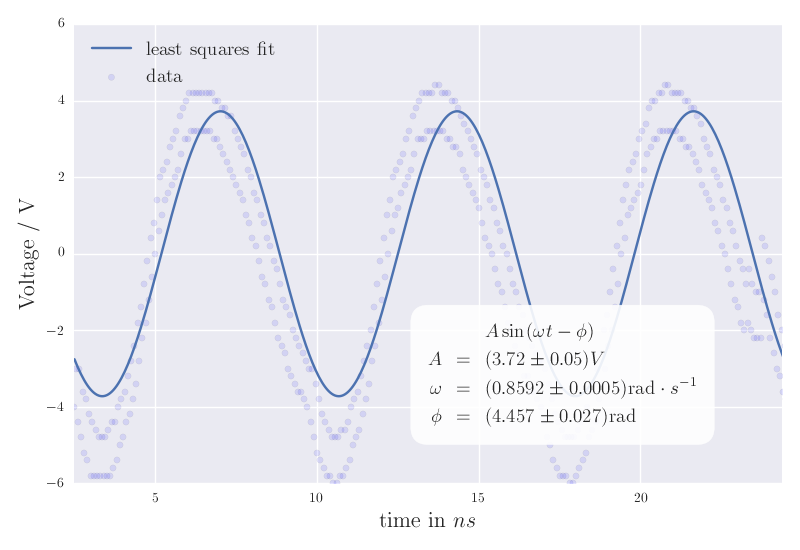 6
least squares fit
data
4
2
0
−2
−4
−6
Voltage / V
A sin(ωt − ϕ)
A = (3.72 ± 0.05)V
ω = (0.8592 ± 0.0005)rad · s⁻¹
ϕ = (4.457 ± 0.027)rad
5 10 15 20
time in ns